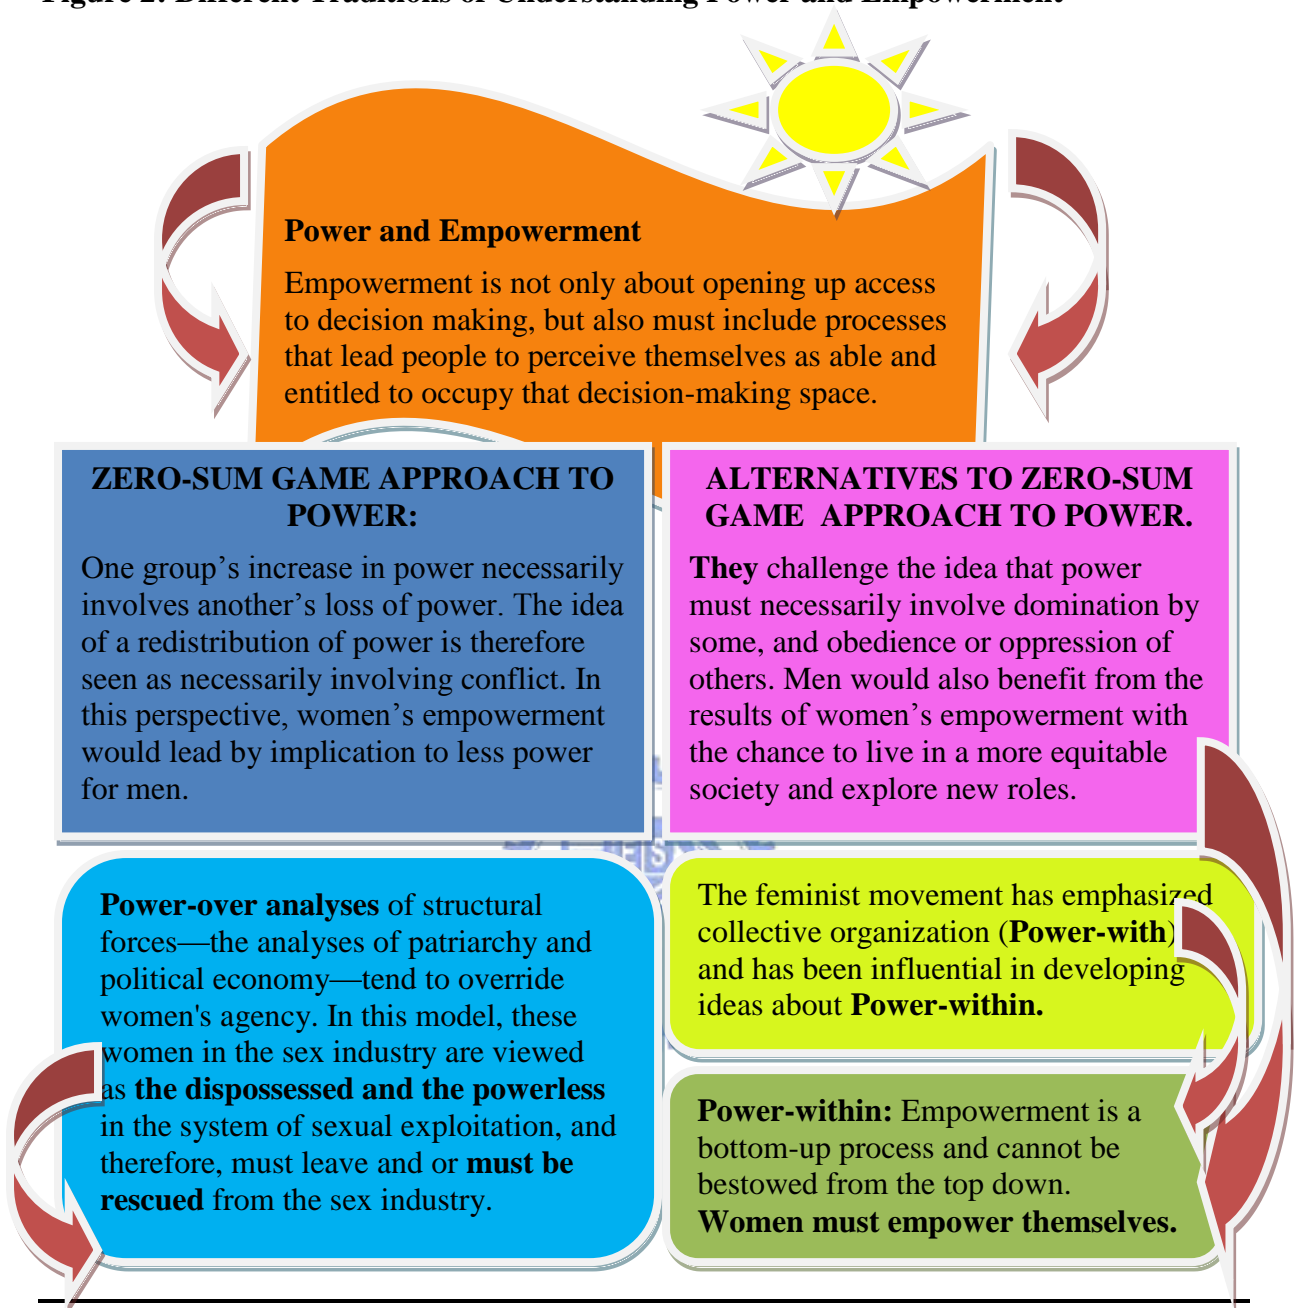 Figure 2: Different Traditions of Understanding Power and Empowerment
Power and Empowerment
Empowerment is not only about opening up access
to decision making, but also must include processes
that lead people to perceive themselves as able and
entitled to occupy that decision-making space.
ZERO-SUM GAME APPROACH TO
POWER:
One group’s increase in power necessarily
involves another’s loss of power. The idea
of a redistribution of power is therefore
seen as necessarily involving conflict. In
this perspective, women’s empowerment
would lead by implication to less power
for men.
ALTERNATIVES TO ZERO-SUM
GAME APPROACH TO POWER.
They challenge the idea that power
must necessarily involve domination by
some, and obedience or oppression of
others. Men would also benefit from the
results of women’s empowerment with
the chance to live in a more equitable
society and explore new roles.
Power-over analyses of structural
forces—the analyses of patriarchy and
political economy—tend to override
women's agency. In this model, these
women in the sex industry are viewed
as the dispossessed and the powerless
in the system of sexual exploitation, and
therefore, must leave and or must be
rescued from the sex industry.
The feminist movement has emphasized
collective organization (Power-with)
and has been influential in developing
ideas about Power-within.
Power-within: Empowerment is a
bottom-up process and cannot be
bestowed from the top down.
Women must empower themselves.